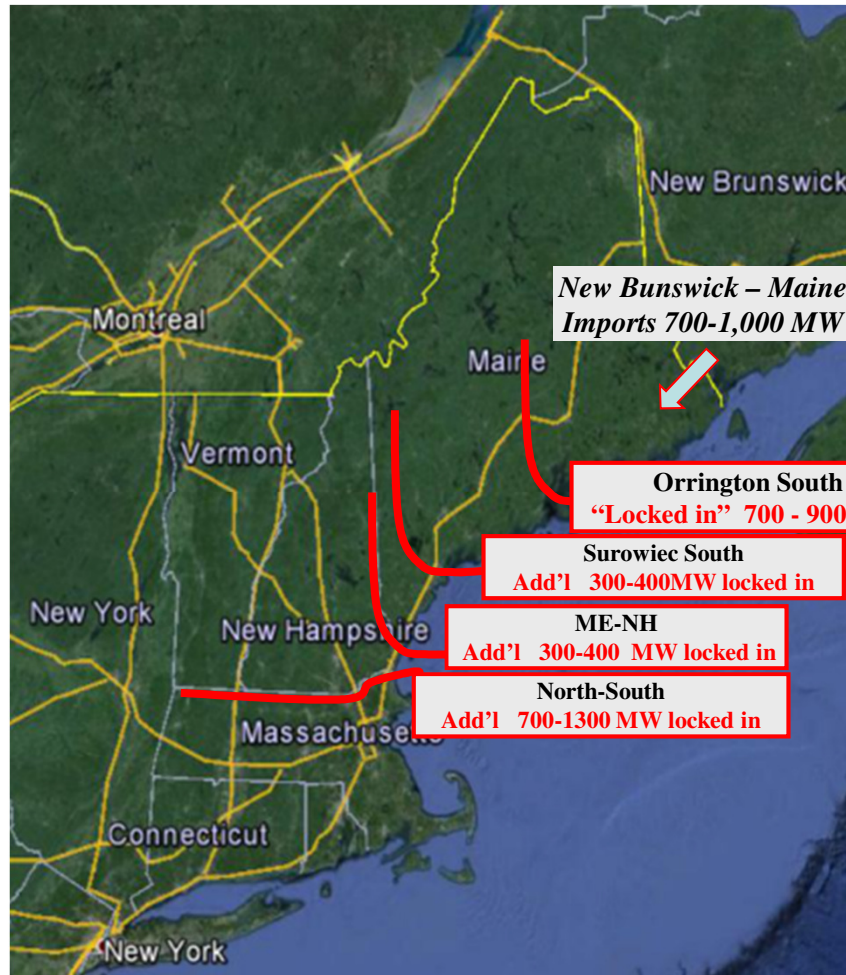 New Brunswick
New Bunswick – Maine
Imports 700-1,000 MW
Montreal
Maine
Vermont
Orrington South
“Locked in” 700 - 900
Surowiec South
Add'l 300-400MW locked in
New York
New Hampshire
ME-NH
Add'l 300-400 MW locked in
North-South
Add'l 700-1300 MW locked in
Massachusetts
Connecticut
New York